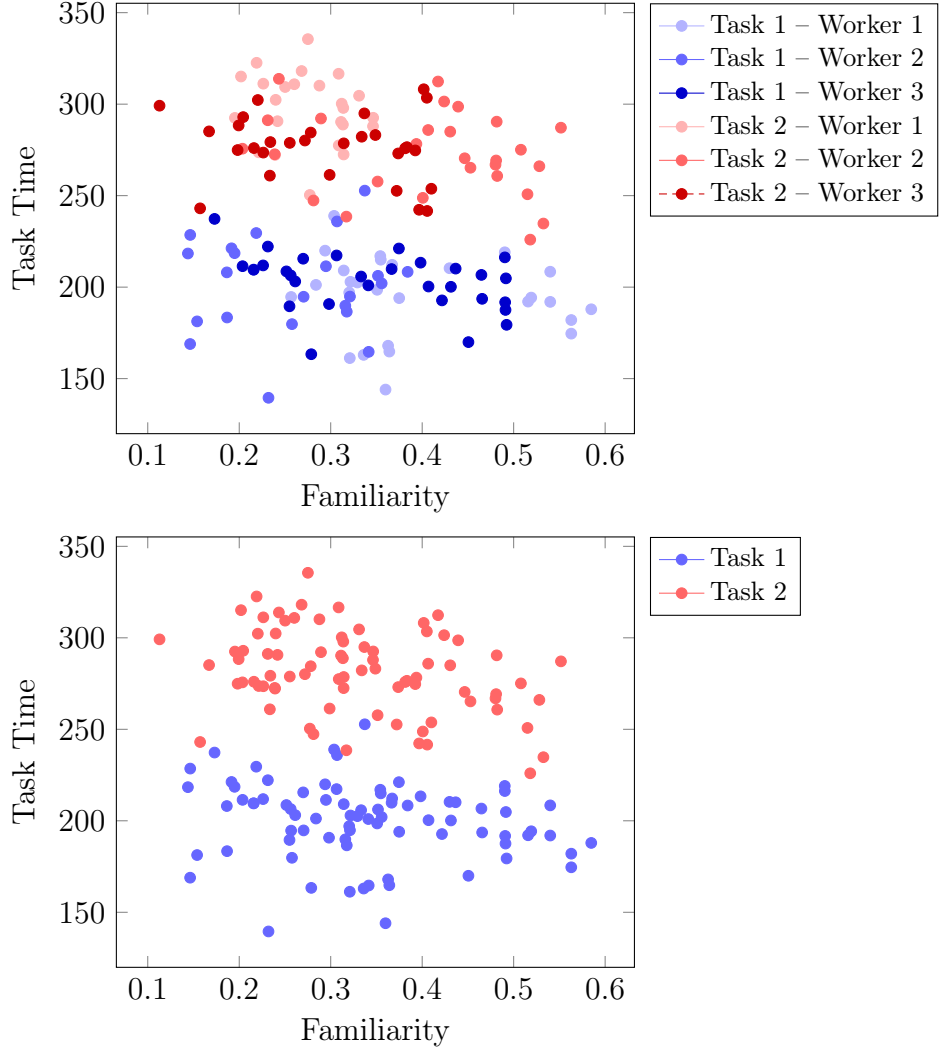 350
300
250
200
150
0.1 0.2 0.3 0.4 0.5 0.6
Task Time
Familiarity
Task 1 – Worker 1
Task 1 – Worker 2
Task 1 – Worker 3
Task 2 – Worker 1
Task 2 – Worker 2
Task 2 – Worker 3
350
300
250
200
150
0.1 0.2 0.3 0.4 0.5 0.6
Task Time
Familiarity
Task 1
Task 2